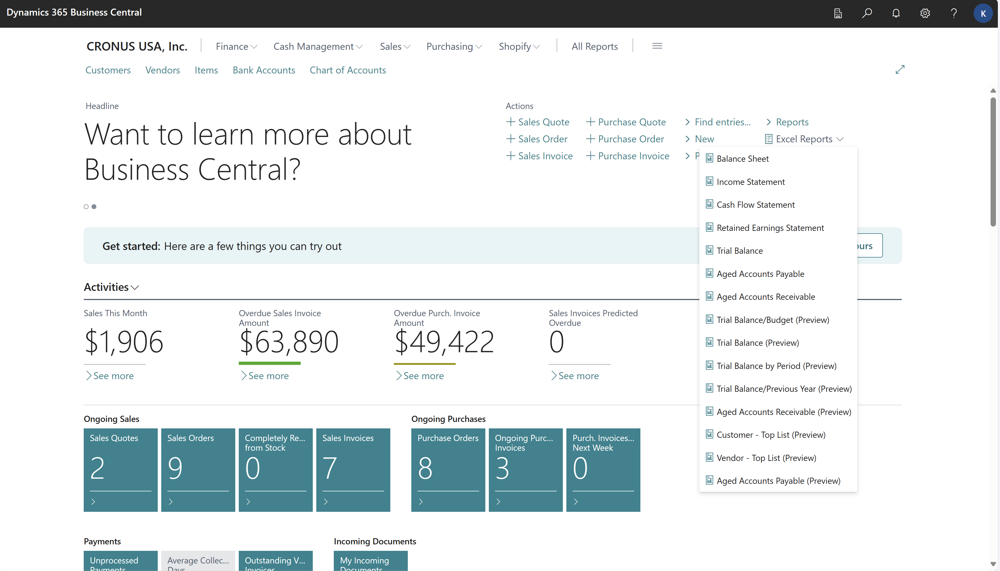 Dynamics 365 Business Central
K
CRONUS USA, Inc.
Finance
Cash Management
Sales
Purchasing
Shopify
All Reports
Customers
Vendors
Items
Bank Accounts
Chart of Accounts
Headline
Want to learn more about
Business Central?
Actions
Sales Quote
Purchase Quote
Find entries...
Reports
Sales Order
Purchase Order
New
Excel Reports
Sales Invoice
Purchase Invoice
Balance Sheet
Income Statement
Cash Flow Statement
Retained Earnings Statement
Trial Balance
Aged Accounts Payable
Aged Accounts Receivable
Trial Balance/Budget (Preview)
Trial Balance (Preview)
Trial Balance by Period (Preview)
Trial Balance/Previous Year (Preview)
Aged Accounts Receivable (Preview)
Customer - Top List (Preview)
Vendor - Top List (Preview)
Aged Accounts Payable (Preview)
Get started: Here are a few things you can try out
Activities
Sales This Month
$1,906
See more
Overdue Sales Invoice
Amount
$63,890
See more
Overdue Purch. Invoice
Amount
$49,422
See more
Sales Invoices Predicted
Overdue
0
See more
Ongoing Sales
Sales Quotes
2
Sales Orders
9
Completely Re...
from Stock
0
Sales Invoices
7
Ongoing Purchases
Purchase Orders
8
Ongoing Purc...
Invoices
3
Purch. Invoices...
Next Week
0
Payments
Unprocessed
Payments
Average Collec...
Days
Outstanding V...
Invoices
Incoming Documents
My Incoming
Documents